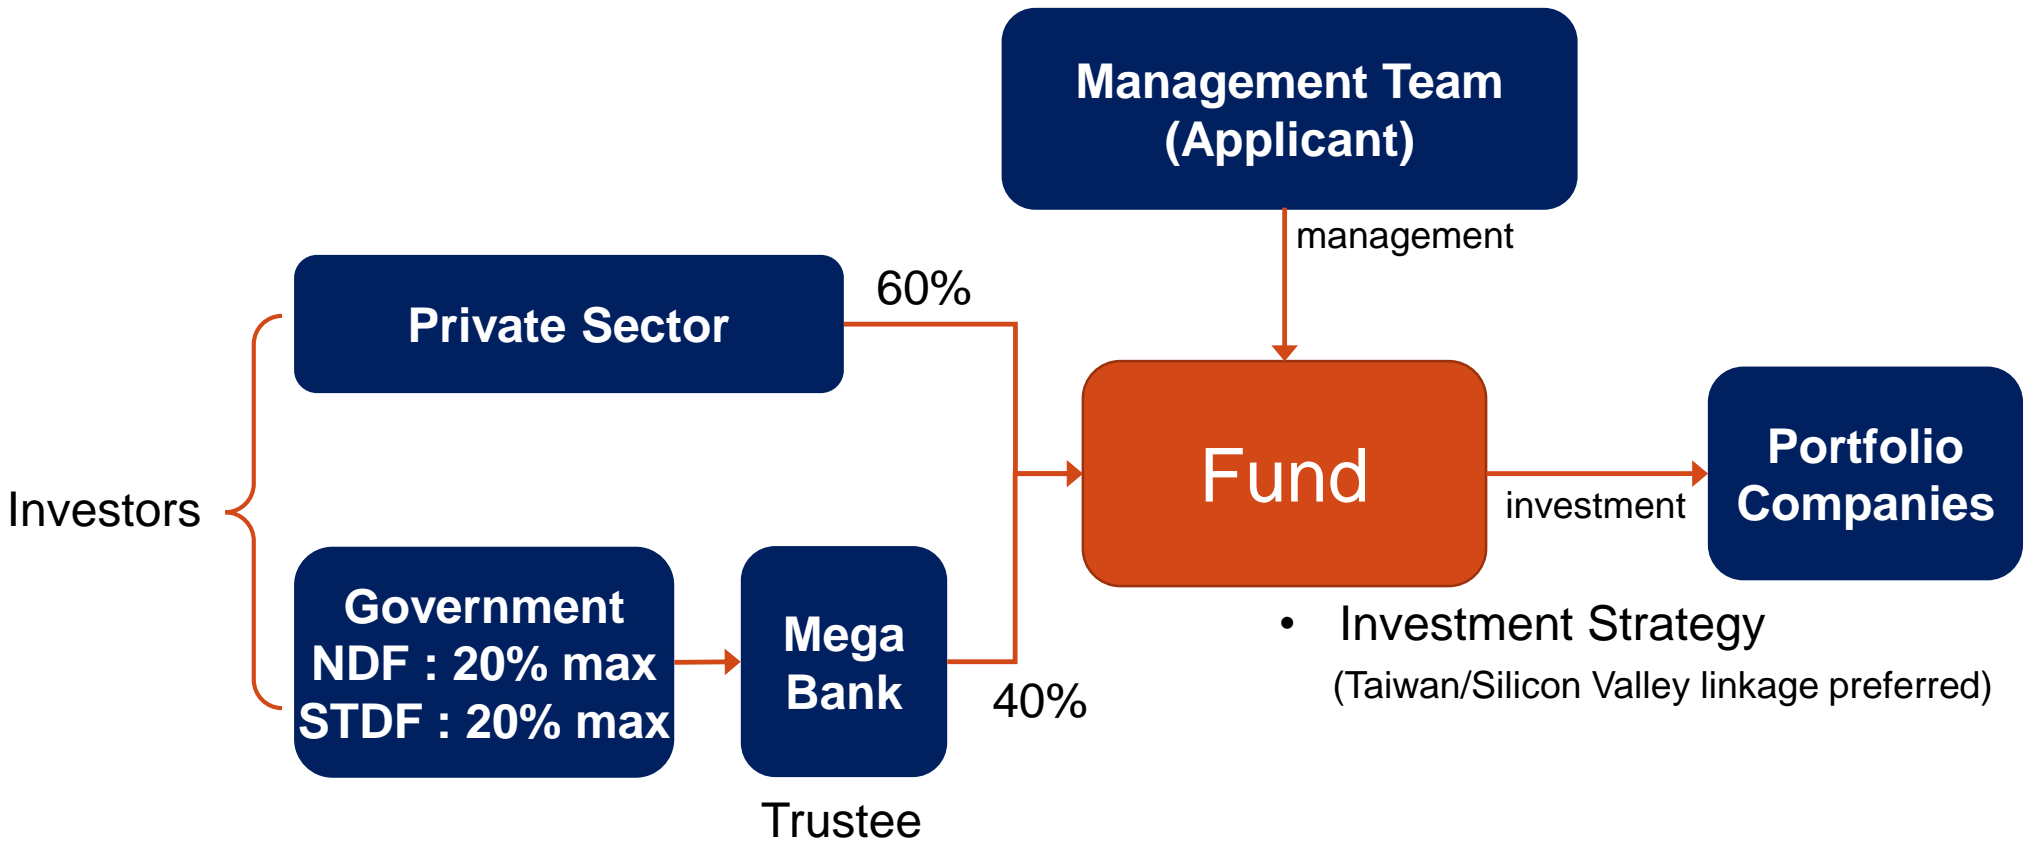 Management Team
(Applicant)
management
Private Sector
60%
Fund
investment
Portfolio
Companies
Investors
Government
NDF : 20% max
STDF : 20% max
Mega
Bank
40%
Trustee
• Investment Strategy
(Taiwan/Silicon Valley linkage preferred)